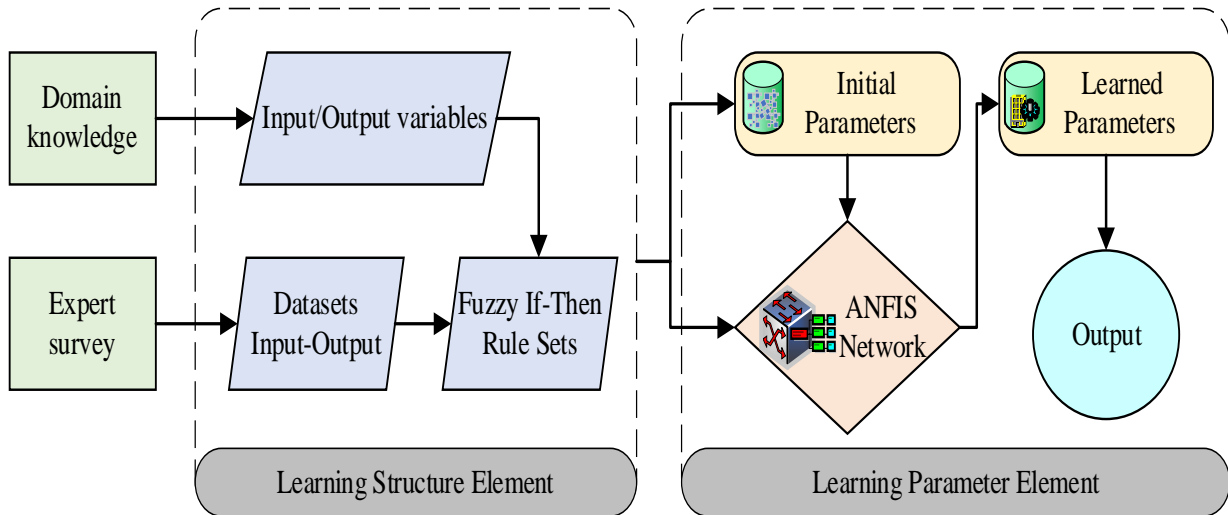 Domain
knowledge
Input/Output variables
Initial
Parameters
Learned
Parameters
Expert
survey
Datasets
Input-Output
Fuzzy If-Then
Rule Sets
ANFIS
Network
Output
Learning Structure Element
Learning Parameter Element